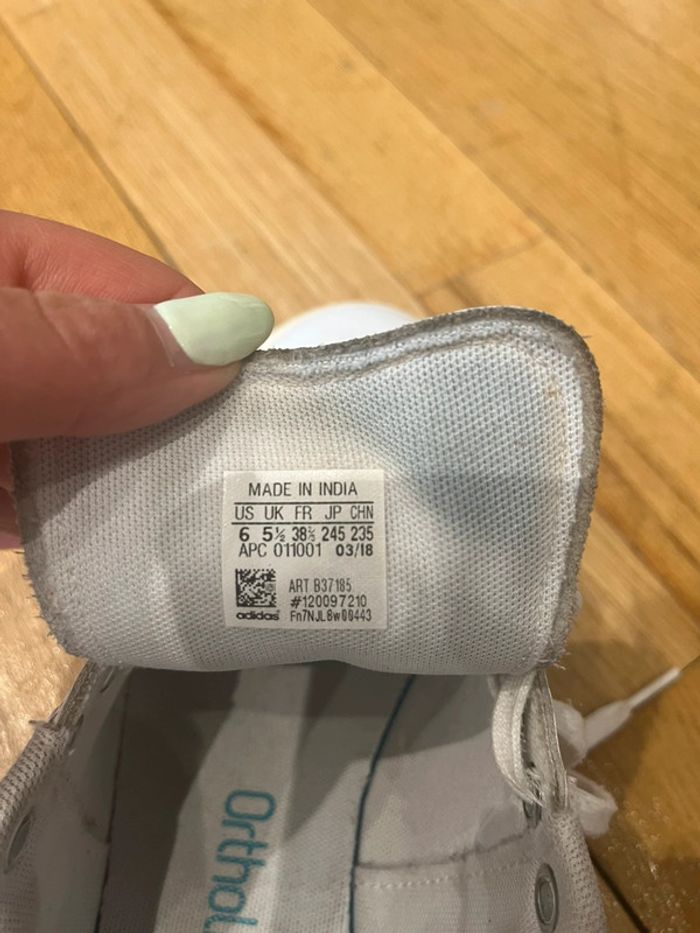 MADE IN INDIA
US UK FR JP CHN
6 5½ 38⅔ 245 235
APC 011001 03/18
ART B37185
#120097210
adidas Fn7NJL8w00443
Orthol